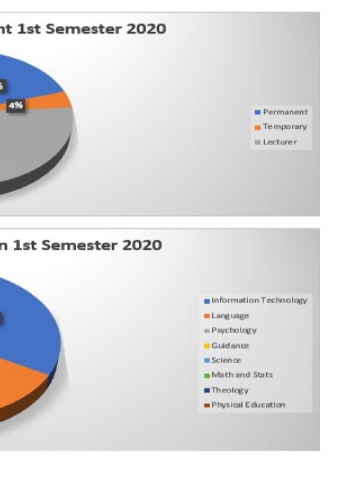 nt 1st Semester 2020
%
4%
Permanent
Temporary
Lecturer
n 1st Semester 2020
Information Technology
Language
Psychology
Guidance
Science
Math and Stats
Theology
Physical Education